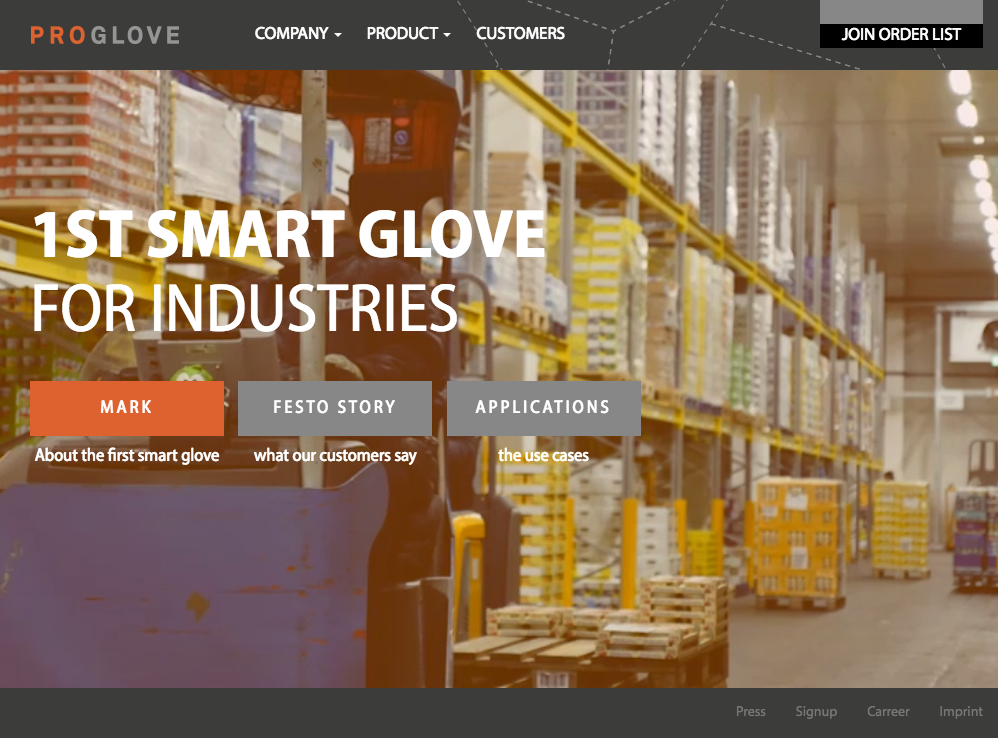 PROGLOVE
COMPANY
PRODUCT
CUSTOMERS
JOIN ORDER LIST
1ST SMART GLOVE
FOR INDUSTRIES
MARK
FESTO STORY
APPLICATIONS
About the first smart glove
what our customers say
the use cases
Press
Signup
Carreer
Imprint